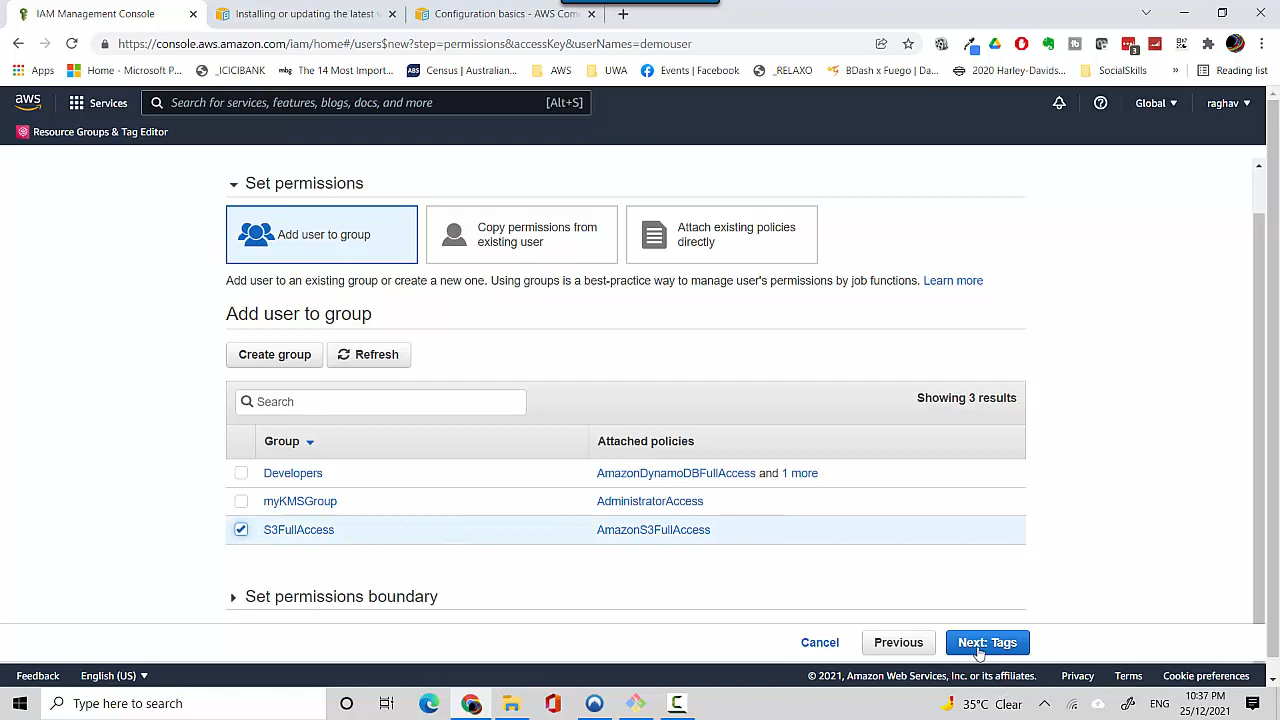 IAM Management Console
Installing or updating the latest
Configuration basics - AWS Com
https://console.aws.amazon.com/iam/home#/users$new?step=permissions&accessKey&userNames=demouser
Apps
Home - Microsoft P...
_ICICIBANK
mbg The 14 Most Import...
ABS Census | Australian...
AWS
UWA
Events | Facebook
_RELAXO
BDash x Fuego | Da...
2020 Harley-Davids...
SocialSkills
»
Reading list
aws
Services
Search for services, features, blogs, docs, and more
[Alt+S]
Global
raghav
Resource Groups & Tag Editor
Set permissions
Add user to group
Copy permissions from
existing user
Attach existing policies
directly
Add user to an existing group or create a new one. Using groups is a best-practice way to manage user's permissions by job functions. Learn more
Add user to group
Create group
Refresh
Search
Showing 3 results
Group
Attached policies
Developers
AmazonDynamoDBFullAccess and 1 more
myKMSGroup
AdministratorAccess
S3FullAccess
AmazonS3FullAccess
Set permissions boundary
Cancel
Previous
Next: Tags
Feedback
English (US)
© 2021, Amazon Web Services, Inc. or its affiliates.
Privacy
Terms
Cookie preferences
Type here to search
35°C Clear
ENG
10:37 PM
25/12/2021